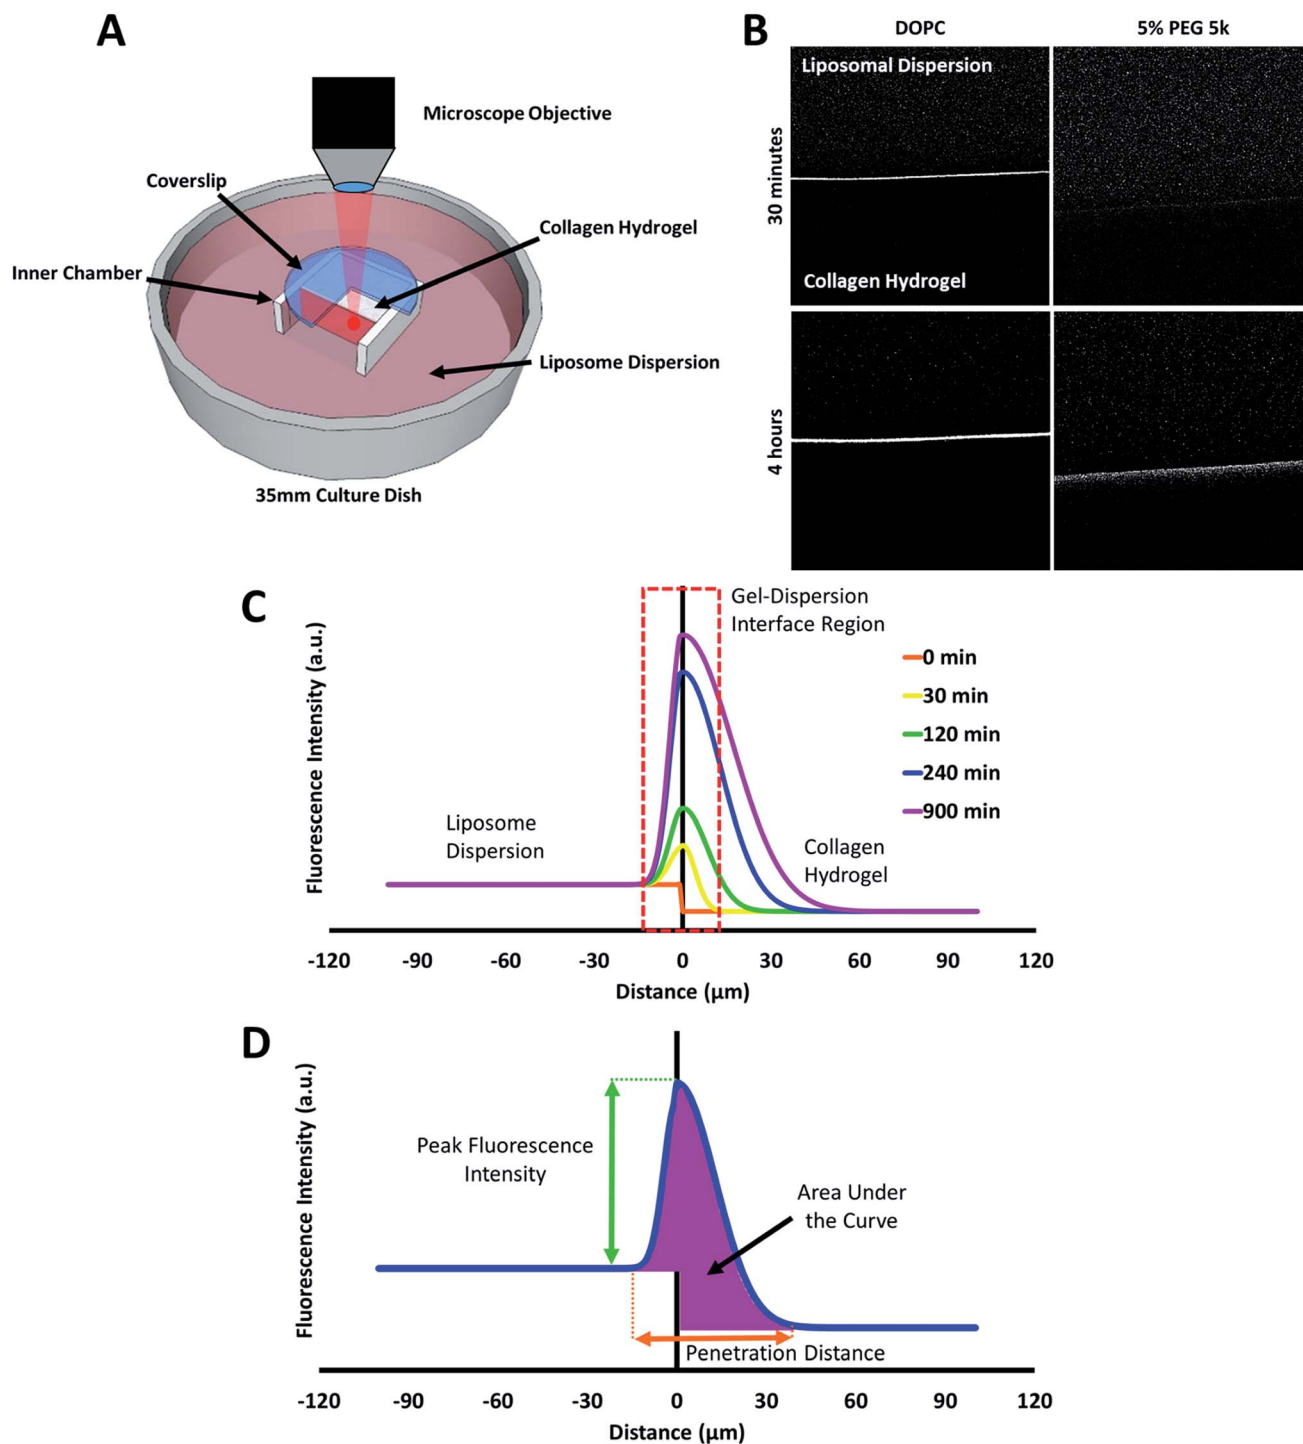 A
Microscope Objective
Coverslip
Collagen Hydrogel
Inner Chamber
Liposome Dispersion
35mm Culture Dish
B
DOPC
5% PEG 5k
30 minutes
Liposomal Dispersion
Collagen Hydrogel
4 hours
C
Fluorescence Intensity (a.u.)
Gel-Dispersion
Interface Region
0 min
30 min
120 min
240 min
900 min
Liposome
Dispersion
Collagen
Hydrogel
-120 -90 -60 -30 0 30 60 90 120
Distance (µm)
D
Fluorescence Intensity (a.u.)
Peak Fluorescence
Intensity
Area Under
the Curve
Penetration Distance
-120 -90 -60 -30 0 30 60 90 120
Distance (µm)